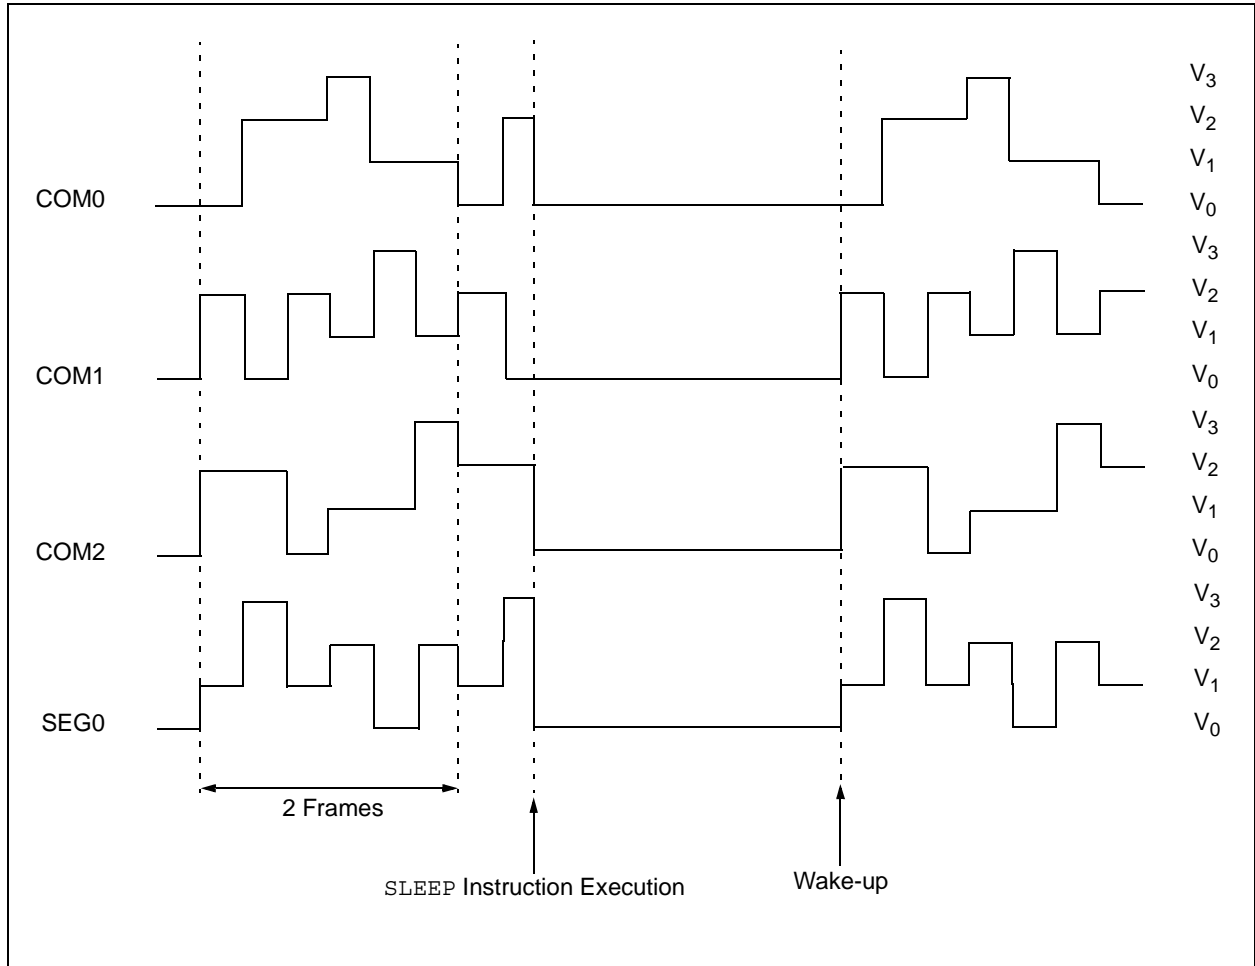 V3
V2
V1
COM0
V0
V3
V2
V1
COM1
V0
V3
V2
V1
COM2
V0
V3
V2
V1
SEG0
V0
2 Frames
SLEEP Instruction Execution
Wake-up